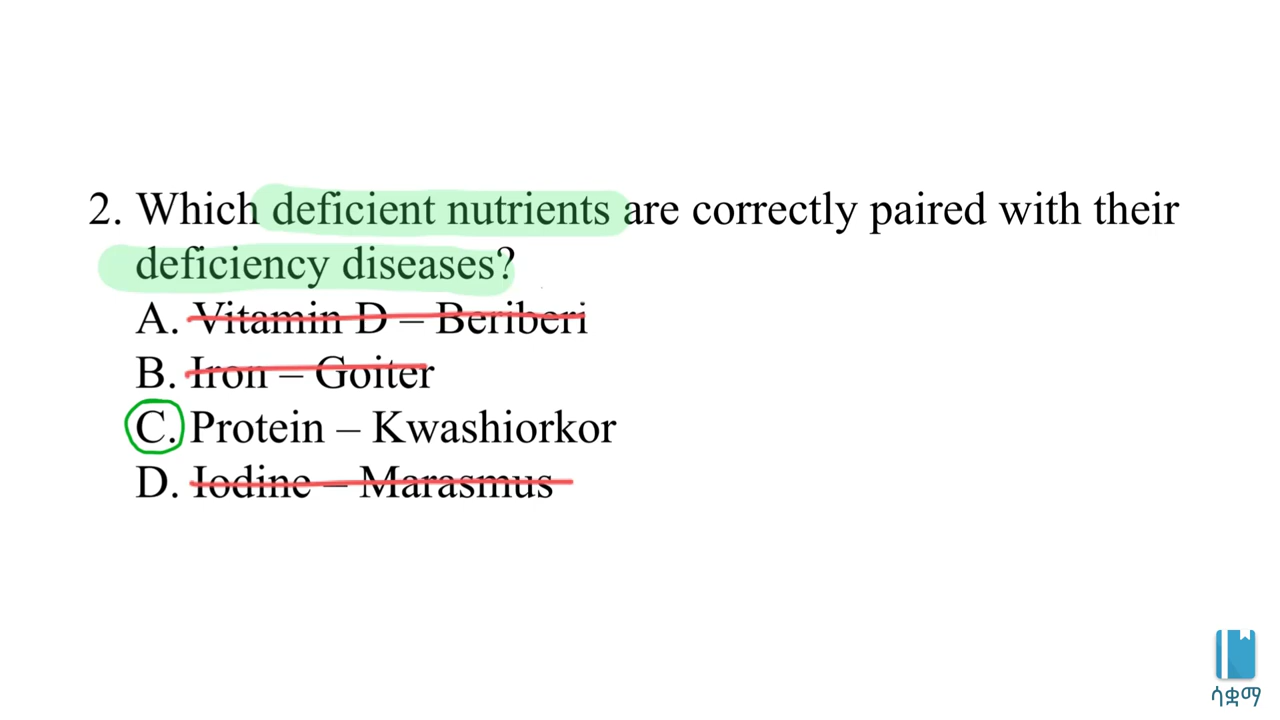 2. Which deficient nutrients are correctly paired with their
deficiency diseases?
A. Vitamin D – Beriberi
B. Iron – Goiter
C. Protein – Kwashiorkor
D. Iodine – Marasmus
ሳቋማ